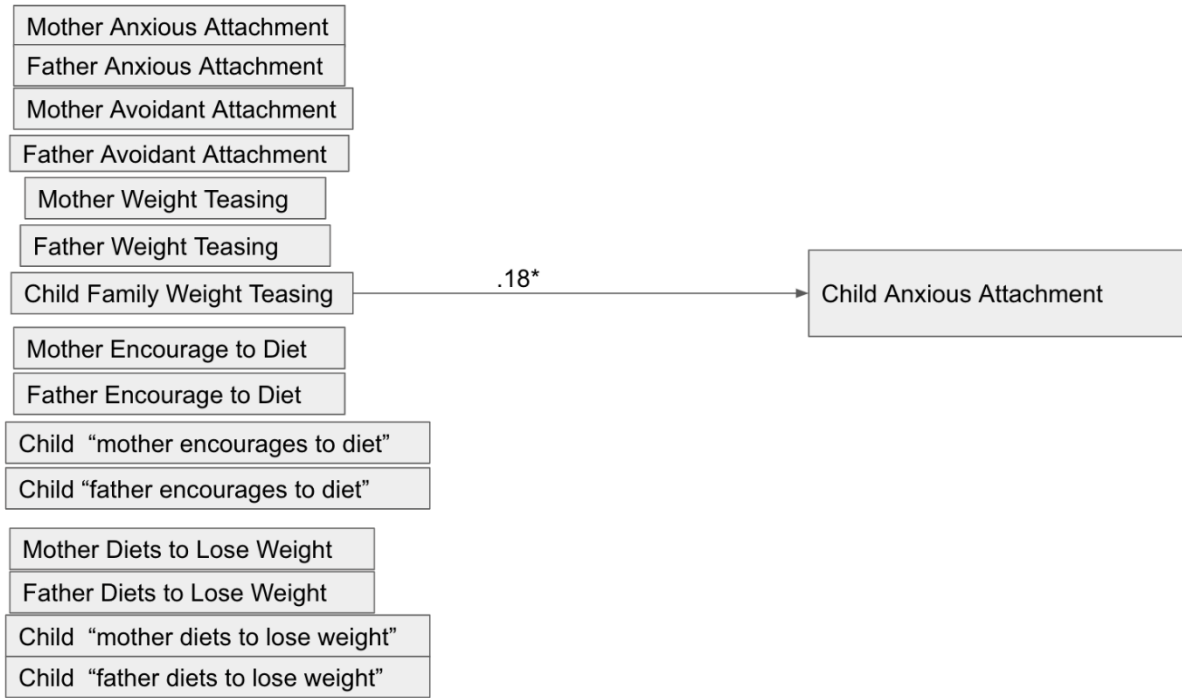 Mother Anxious Attachment
Father Anxious Attachment
Mother Avoidant Attachment
Father Avoidant Attachment
Mother Weight Teasing
Father Weight Teasing
Child Family Weight Teasing
.18*
Child Anxious Attachment
Mother Encourage to Diet
Father Encourage to Diet
Child “mother encourages to diet”
Child “father encourages to diet”
Mother Diets to Lose Weight
Father Diets to Lose Weight
Child “mother diets to lose weight”
Child “father diets to lose weight”